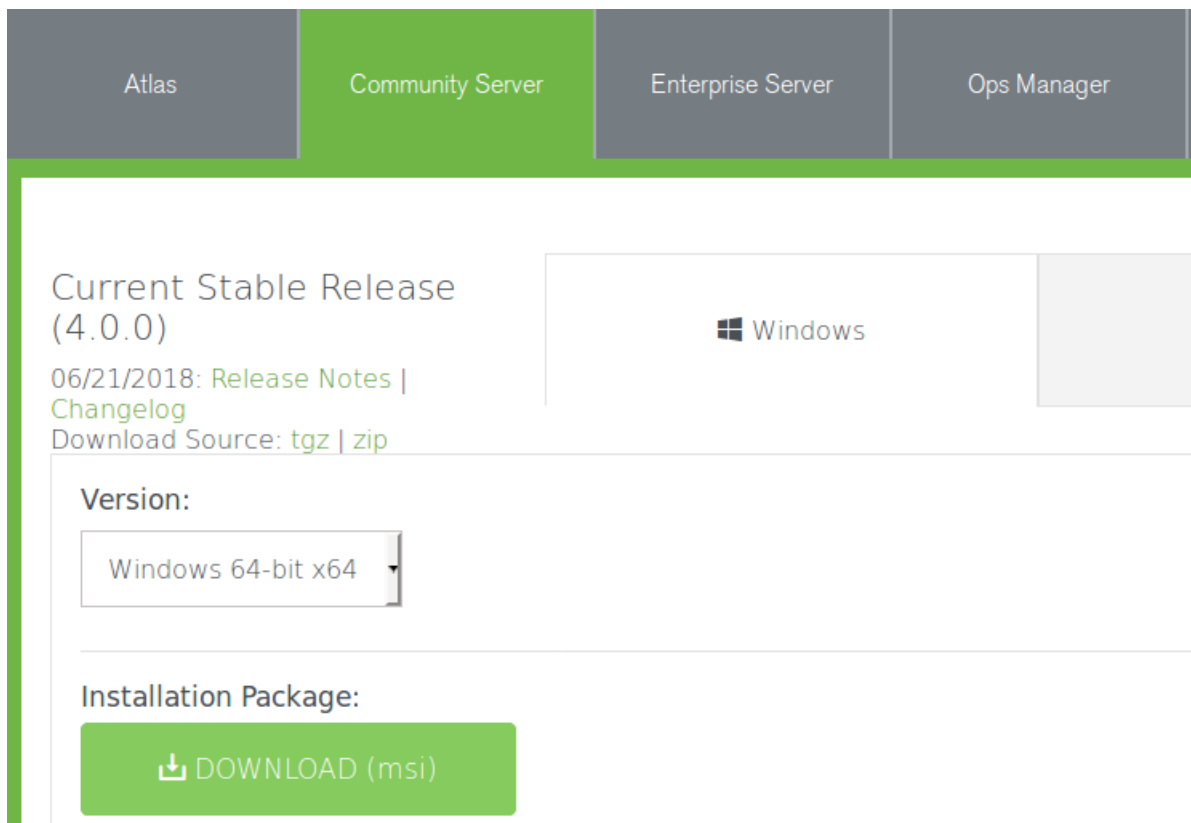 Atlas
Community Server
Enterprise Server
Ops Manager
Current Stable Release
(4.0.0)
06/21/2018: Release Notes |
Changelog
Download Source: tgz | zip
Windows
Version:
Windows 64-bit x64
Installation Package:
DOWNLOAD (msi)